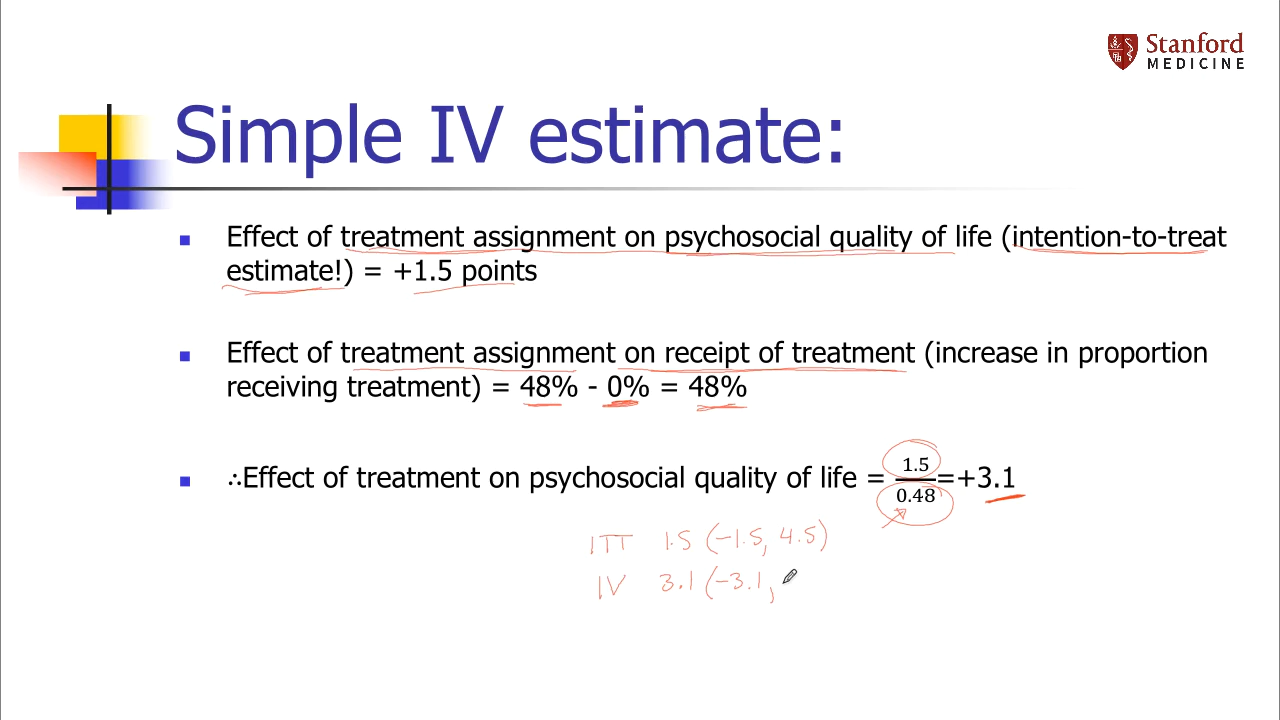 Stanford
MEDICINE
Simple IV estimate:
Effect of treatment assignment on psychosocial quality of life (intention-to-treat
estimate!) = +1.5 points
Effect of treatment assignment on receipt of treatment (increase in proportion
receiving treatment) = 48% - 0% = 48%
∴Effect of treatment on psychosocial quality of life = 1.5/0.48=+3.1
ITT 1.5 (-1.5, 4.5)
IV 3.1 (-3.1,